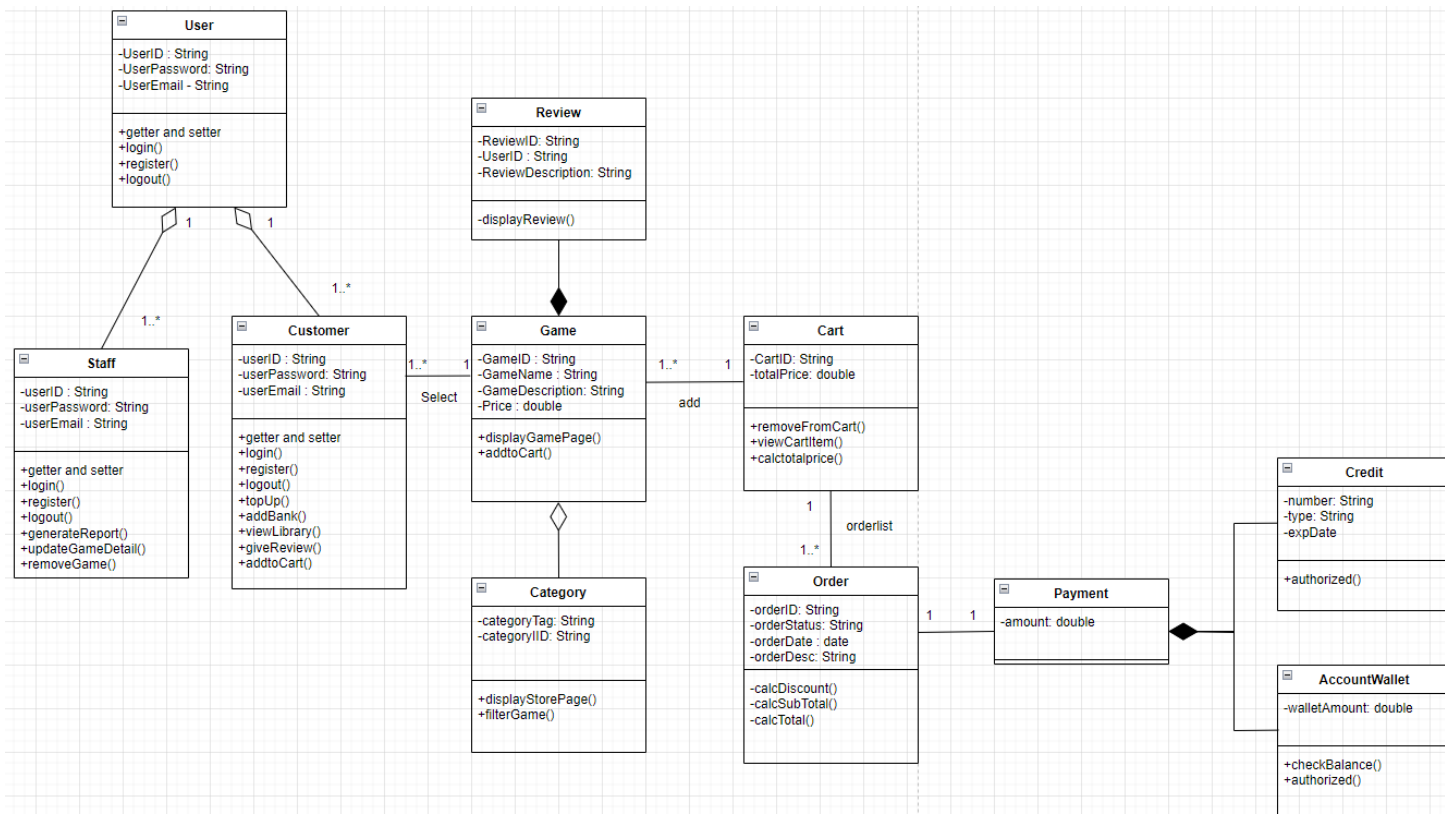 User
-UserID : String
-UserPassword: String
-UserEmail - String
+getter and setter
+login()
+register()
+logout()
1
1
1..*
1..*
Staff
-userID : String
-userPassword: String
-userEmail : String
+getter and setter
+login()
+register()
+logout()
+generateReport()
+updateGameDetail()
+removeGame()
Customer
-userID : String
-userPassword: String
-userEmail : String
+getter and setter
+login()
+register()
+logout()
+topUp()
+addBank()
+viewLibrary()
+giveReview()
+addtoCart()
1..*
1
Select
Review
-ReviewID: String
-UserID : String
-ReviewDescription: String
-displayReview()
Game
-GameID : String
-GameName : String
-GameDescription: String
-Price : double
+displayGamePage()
+addtoCart()
1..*
1
add
Category
-categoryTag: String
-categoryIID: String
+displayStorePage()
+filterGame()
Cart
-CartID: String
-totalPrice: double
+removeFromCart()
+viewCartItem()
+calctotalprice()
1
orderlist
1..*
Order
-orderID: String
-orderStatus: String
-orderDate : date
-orderDesc: String
-calcDiscount()
-calcSubTotal()
-calcTotal()
1
1
Payment
-amount: double
Credit
-number: String
-type: String
-expDate
+authorized()
AccountWallet
-walletAmount: double
+checkBalance()
+authorized()